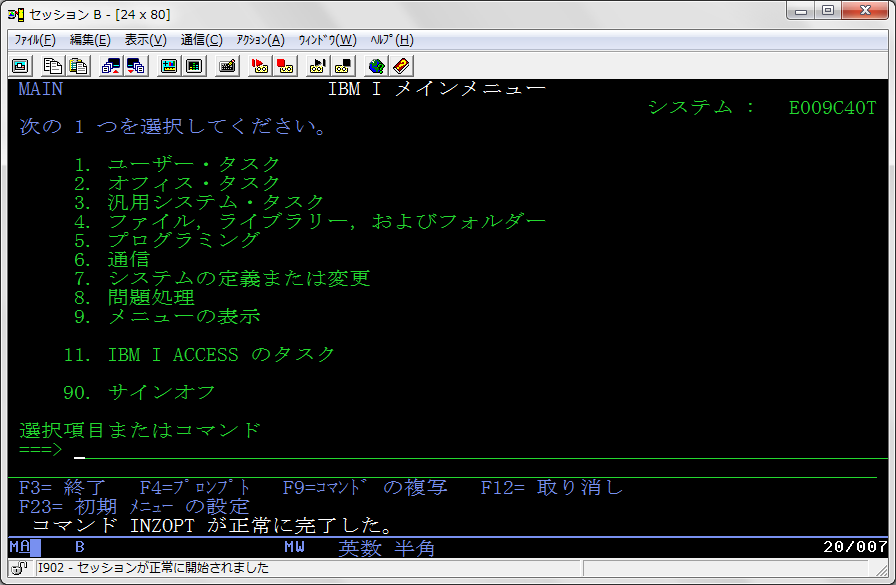 セッション B - [24 x 80]
ﾌｧｲﾙ(F) 編集(E) 表示(V) 通信(C) ｱｸｼｮﾝ(A) ｳｨﾝﾄﾞｳ(W) ﾍﾙﾌﾟ(H)
MAIN IBM I メインメニュー
システム : E009C40T
次の 1 つを選択してください。
1. ユーザー・タスク
2. オフィス・タスク
3. 汎用システム・タスク
4. ファイル, ライブラリー, およびフォルダー
5. プログラミング
6. 通信
7. システムの定義または変更
8. 問題処理
9. メニューの表示
11. IBM I ACCESS のタスク
90. サインオフ
選択項目またはコマンド
===> _
F3= 終了 F4=ﾌﾟﾛﾝﾌﾟﾄ F9=ｺﾏﾝﾄﾞ の複写 F12= 取り消し
F23= 初期 ﾒﾆｭｰ の設定
コマンド INZOPT が正常に完了した。
MA B MW 英数 半角 20/007
I902 - セッションが正常に開始されました